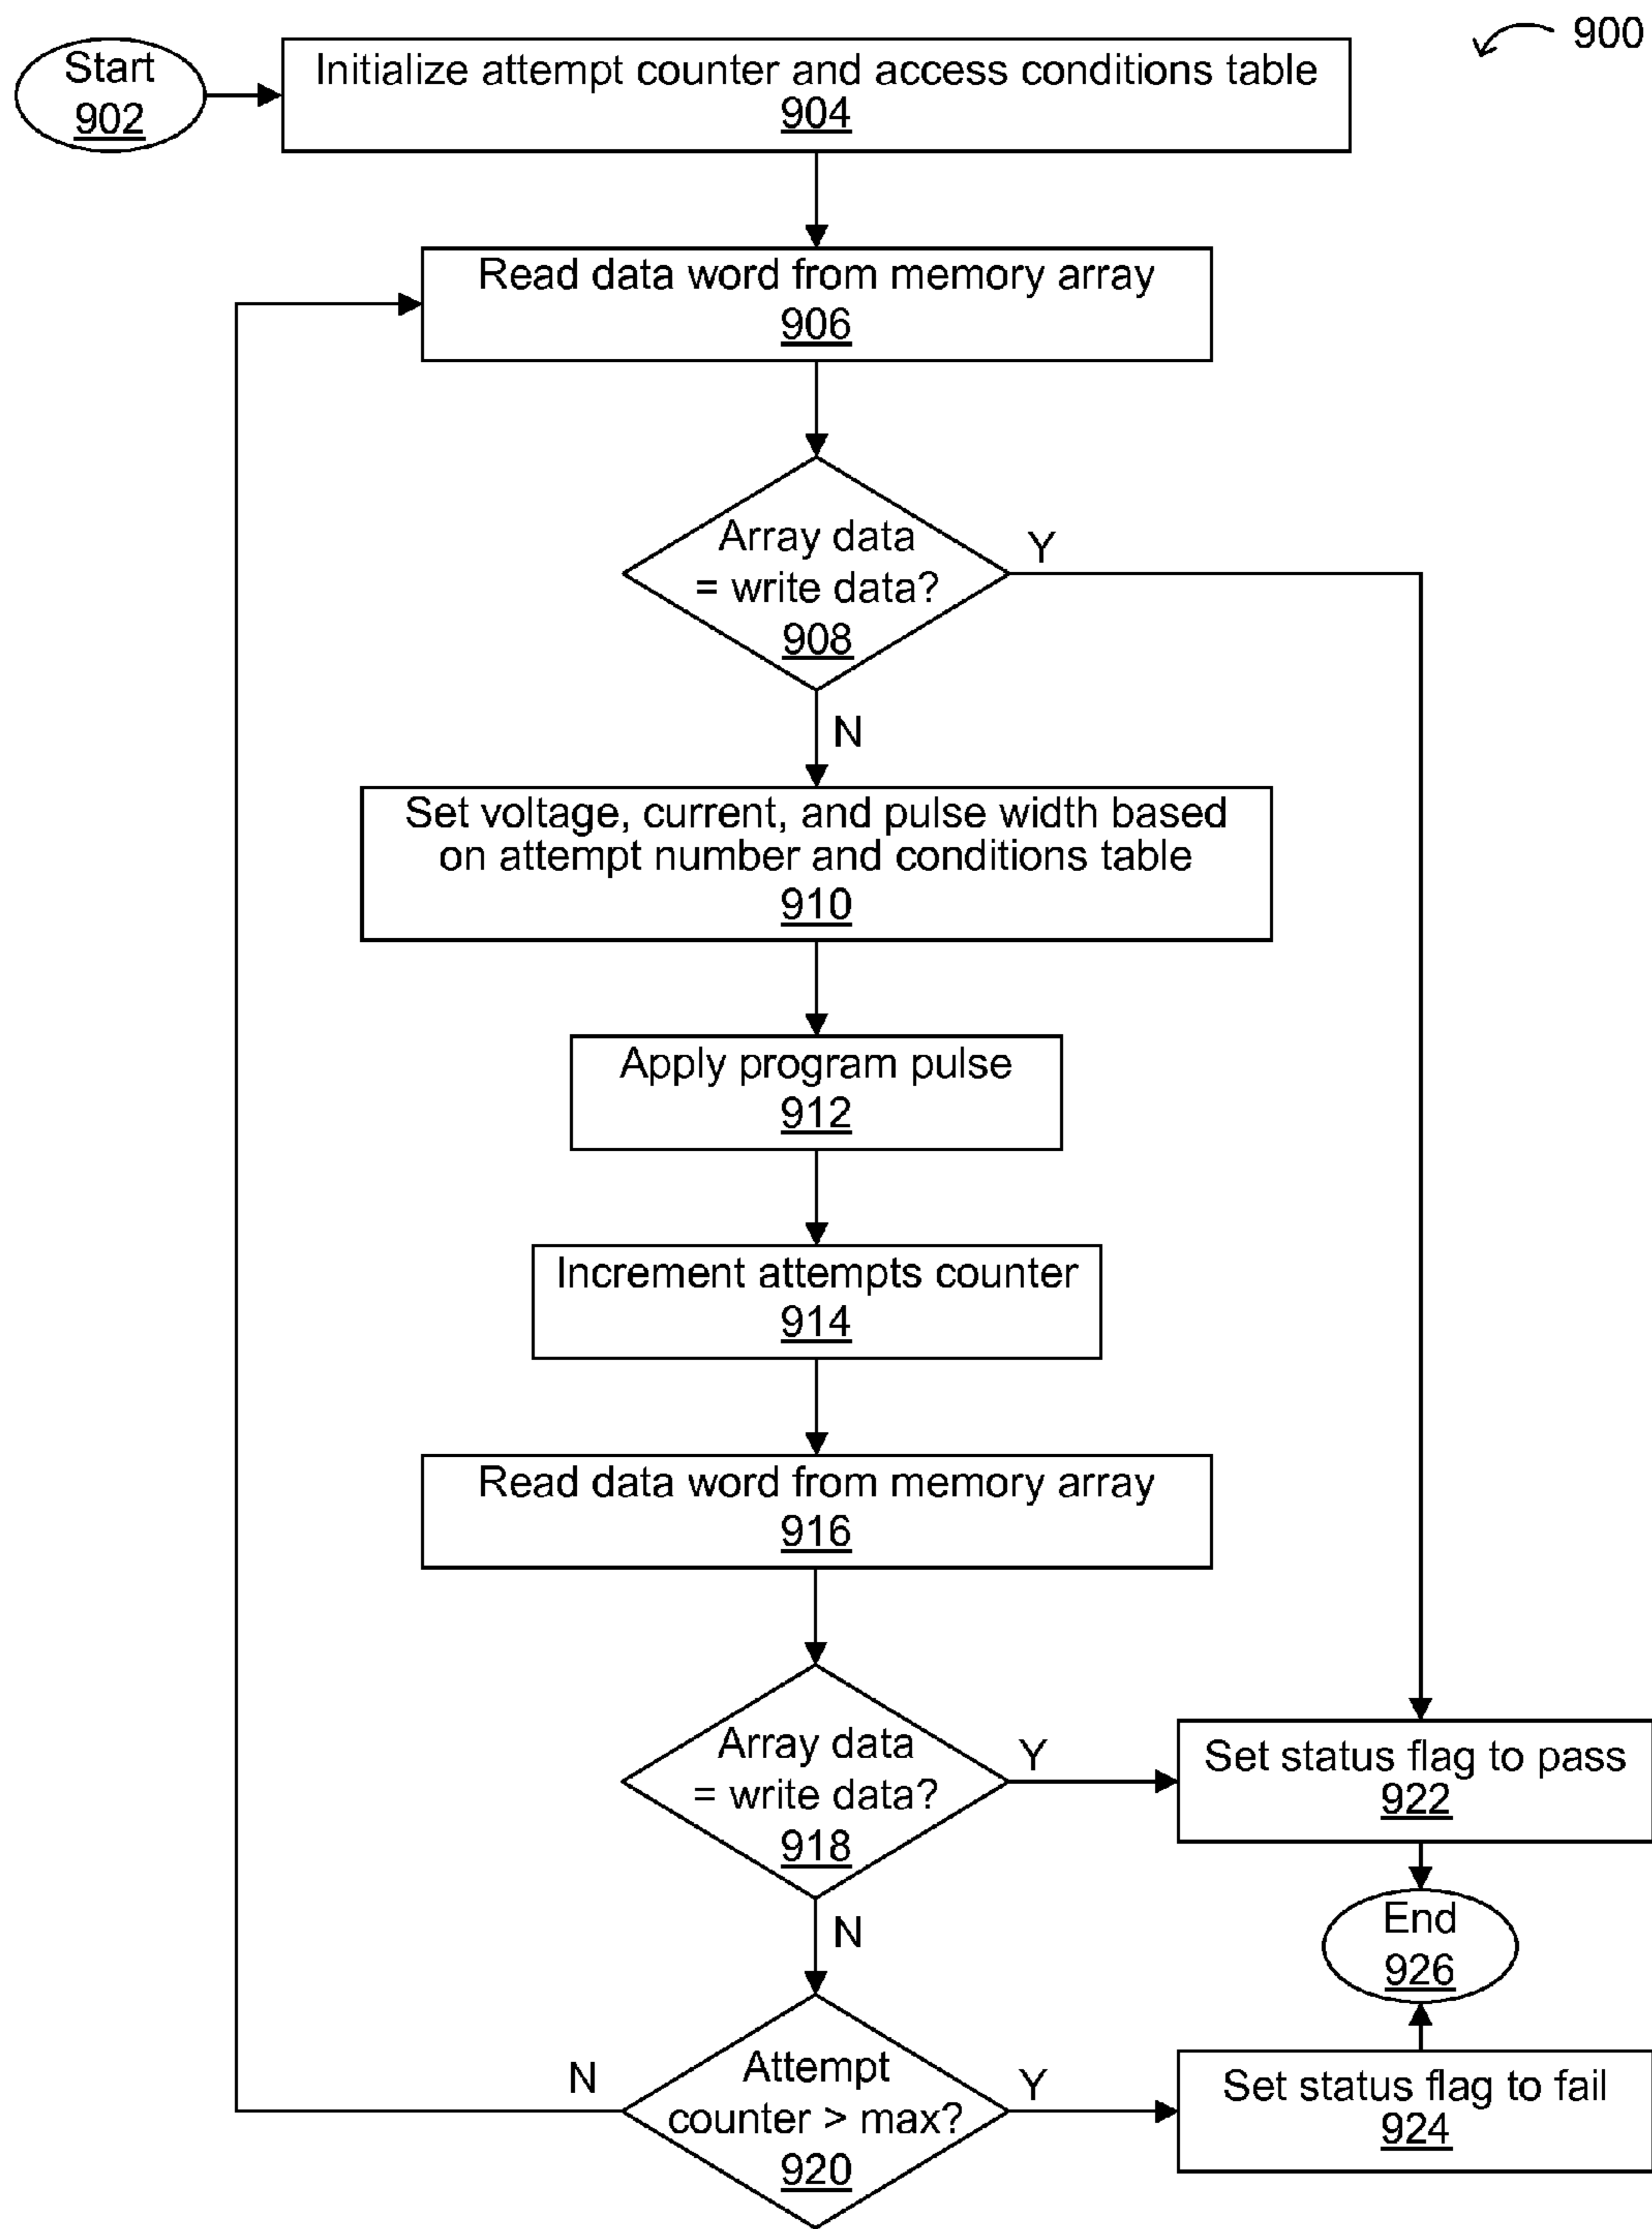 900
Start
902
Initialize attempt counter and access conditions table
904
Read data word from memory array
906
Array data
= write data?
908
Y
N
Set voltage, current, and pulse width based
on attempt number and conditions table
910
Apply program pulse
912
Increment attempts counter
914
Read data word from memory array
916
Array data
= write data?
918
Y
Set status flag to pass
922
N
End
926
Attempt
counter > max?
920
N
Y
Set status flag to fail
924